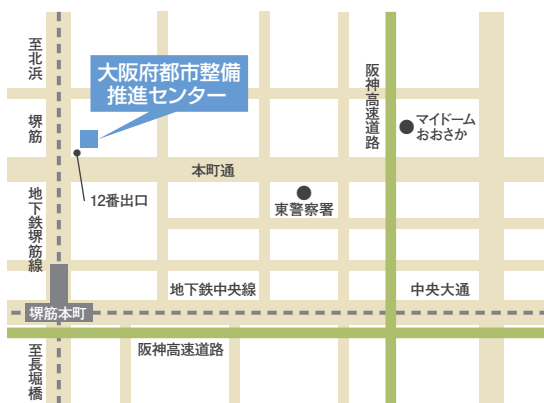 至北浜
大阪府都市整備
推進センター
阪神高速道路
堺筋
マイドーム
おおさか
本町通
12番出口
地下鉄堺筋線
東警察署
地下鉄中央線
中央大通
堺筋本町
至長堀橋
阪神高速道路